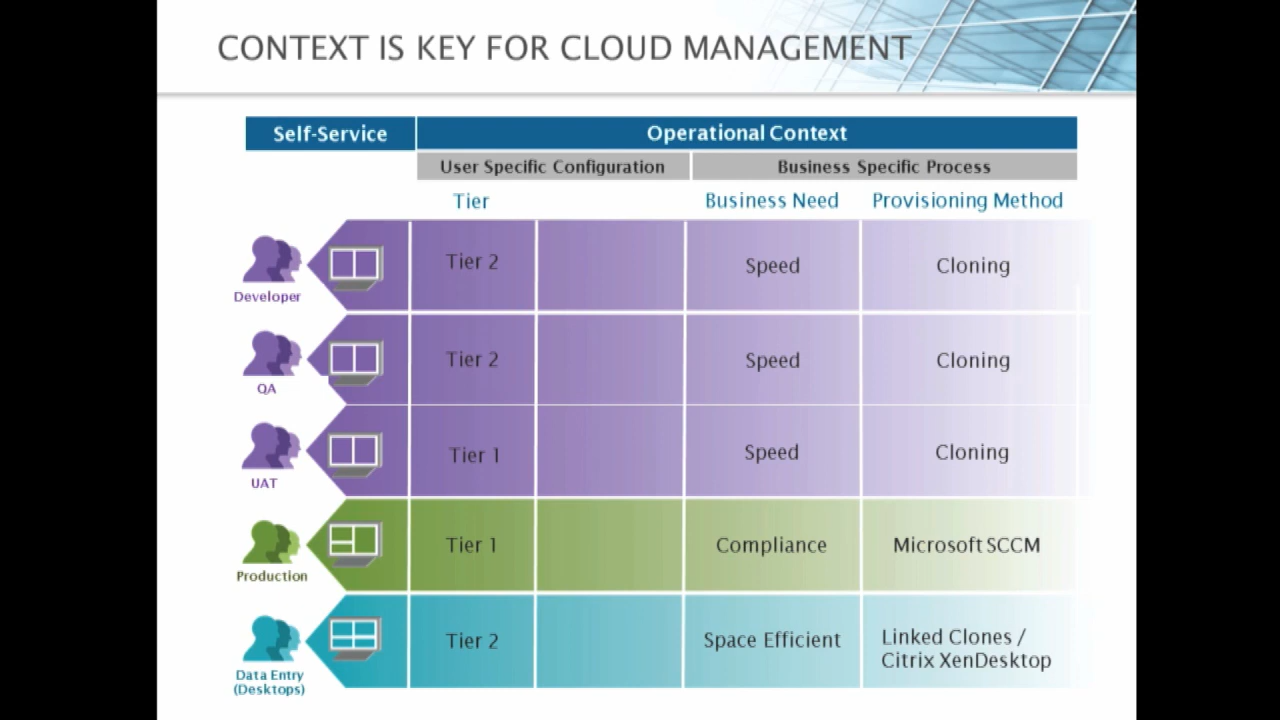 CONTEXT IS KEY FOR CLOUD MANAGEMENT
Self-Service
Operational Context
User Specific Configuration
Business Specific Process
Tier
Business Need
Provisioning Method
Developer
Tier 2
Speed
Cloning
QA
Tier 2
Speed
Cloning
UAT
Tier 1
Speed
Cloning
Production
Tier 1
Compliance
Microsoft SCCM
Data Entry
(Desktops)
Tier 2
Space Efficient
Linked Clones /
Citrix XenDesktop